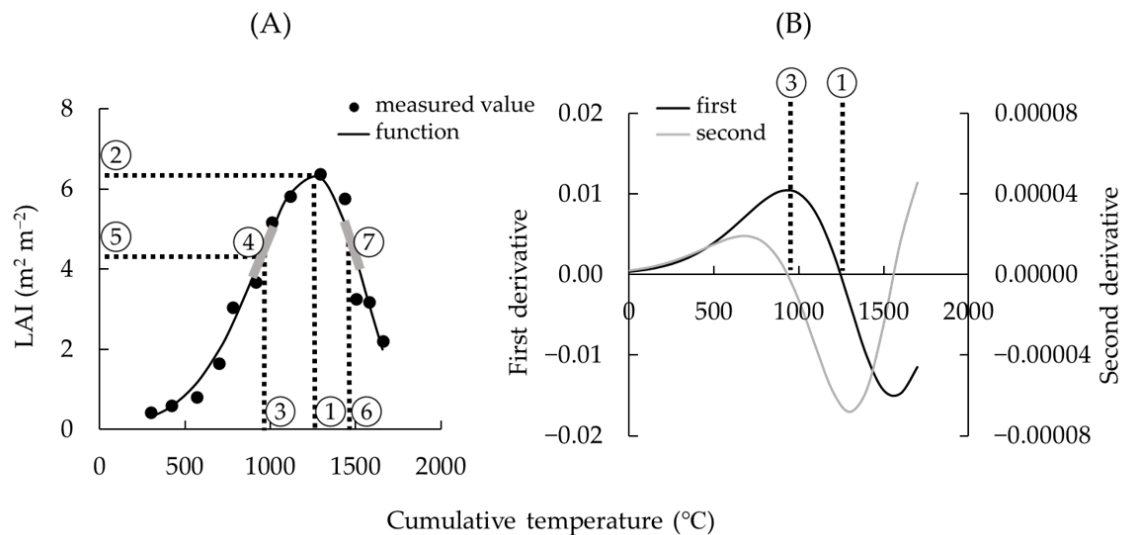 (A)
8
6
4
2
0
LAI (m² m⁻²)
● measured value
— function
②
⑤
④
⑦
③
①
⑥
0 500 1000 1500 2000
(B)
③ ①
first
second
0.02
0.01
0.00
−0.01
−0.02
First derivative
0 500 1000 1500 2000
0.00008
0.00004
0.00000
−0.00004
−0.00008
Second derivative
Cumulative temperature (°C)